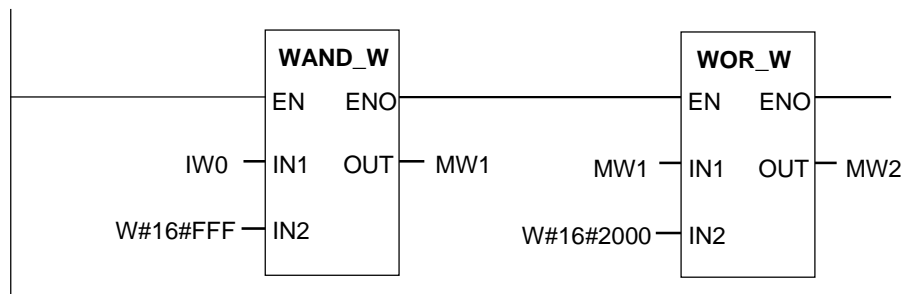 WAND_W WOR_W
EN ENO EN ENO
IW0 IN1 OUT MW1 MW1 IN1 OUT MW2
W#16#FFF IN2 W#16#2000 IN2